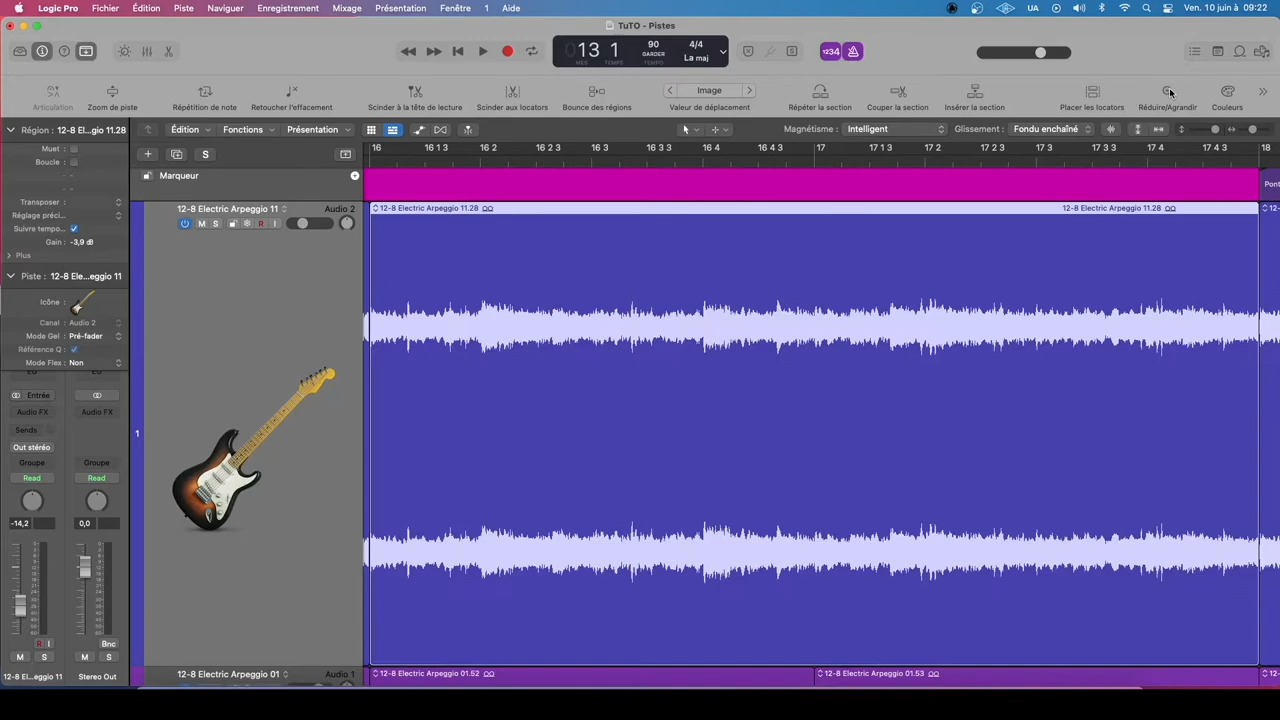 Logic Pro Fichier Édition Piste Naviguer Enregistrement Mixage Présentation Fenêtre 1 Aide UA Ven. 10 juin à 09:22
TuTO - Pistes
13 1 90 4/4
MES TEMPS GARDER La maj
1234
Image
Articulation Zoom de piste Répétition de note Retoucher l'effacement Scinder à la tête de lecture Scinder aux locators Bounce des régions Valeur de déplacement Répéter la section Couper la section Insérer la section Placer les locators Réduire/Agrandir Couleurs
Région : 12-8 Electric...gio 11.28 Édition Fonctions Présentation Magnétisme : Intelligent Glissement : Fondu enchaîné
Muet :
Boucle :
Transposer :
Réglage préci...
Suivre tempo...
Gain : -3,9 dB
Plus
Piste : 12-8 Ele...eggio 11
Icône :
Canal : Audio 2
Mode Gel : Pré-fader
Référence Q :
Mode Flex : Non
EQ EQ
Entrée
Audio FX Audio FX
Sends
Out stéréo
Groupe Groupe
Read Read
-14,2 0,0
R I Bnc
M S M S
12-8 Ele...eggio 11 Stereo Out
S
16 16 1 3 16 2 16 2 3 16 3 16 3 3 16 4 16 4 3 17 17 1 3 17 2 17 2 3 17 3 17 3 3 17 4 17 4 3 18
Marqueur
Pont
12-8 Electric Arpeggio 11 Audio 2
M S R I
1
12-8 Electric Arpeggio 11.28 12-8 Electric Arpeggio 11.28 12-
12-8 Electric Arpeggio 01 Audio 1
12-8 Electric Arpeggio 01.52 12-8 Electric Arpeggio 01.53 12-